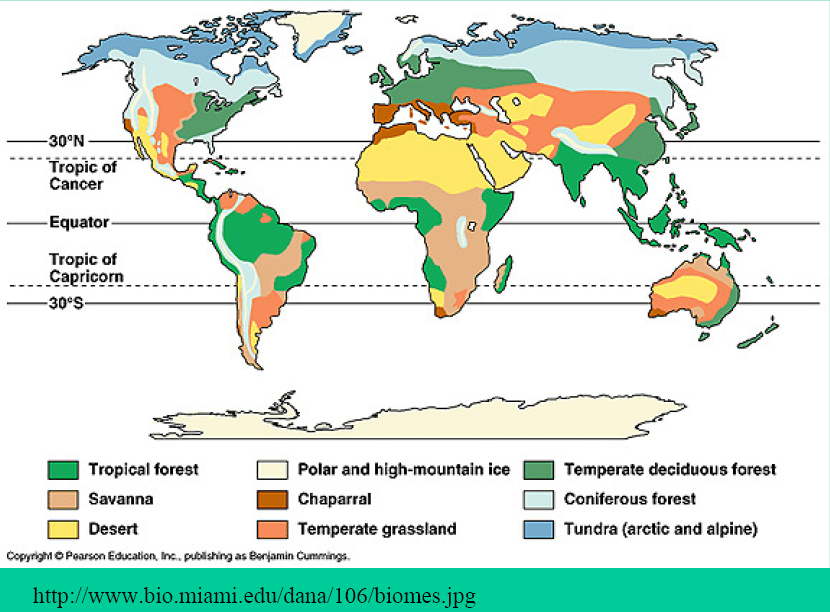 30°N
Tropic of
Cancer
Equator
Tropic of
Capricorn
30°S
Tropical forest
Polar and high-mountain ice
Temperate deciduous forest
Savanna
Chaparral
Coniferous forest
Desert
Temperate grassland
Tundra (arctic and alpine)
Copyright © Pearson Education, Inc., publishing as Benjamin Cummings.
http://www.bio.miami.edu/dana/106/biomes.jpg